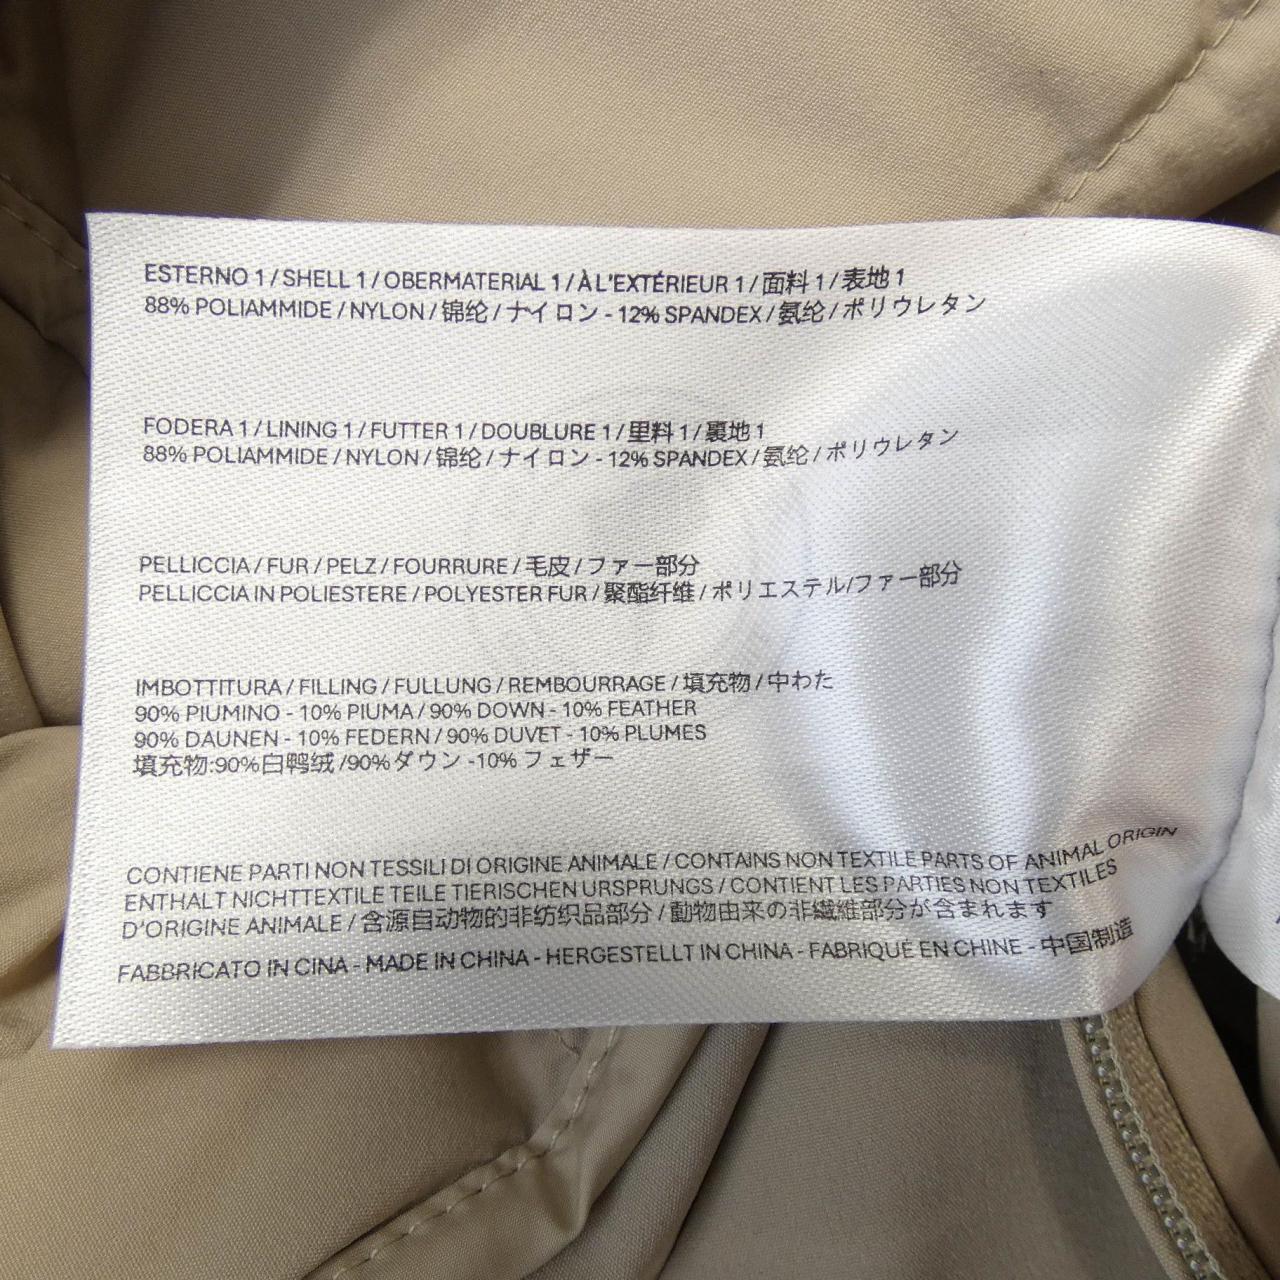 ESTERNO 1 / SHELL 1 / OBERMATERIAL 1 / À L'EXTÉRIEUR 1 / 面料 1 / 表地 1
88% POLIAMMIDE / NYLON / 锦纶 / ナイロン - 12% SPANDEX / 氨纶 / ポリウレタン
FODERA 1 / LINING 1 / FUTTER 1 / DOUBLURE 1 / 里料 1 / 裏地 1
88% POLIAMMIDE / NYLON / 锦纶 / ナイロン - 12% SPANDEX / 氨纶 / ポリウレタン
PELLICCIA / FUR / PELZ / FOURRURE / 毛皮 / ファー部分
PELLICCIA IN POLIESTERE / POLYESTER FUR / 聚酯纤维 / ポリエステル/ファー部分
IMBOTTITURA / FILLING / FULLUNG / REMBOURRAGE / 填充物 / 中わた
90% PIUMINO - 10% PIUMA / 90% DOWN - 10% FEATHER
90% DAUNEN - 10% FEDERN / 90% DUVET - 10% PLUMES
填充物:90%白鸭绒 /90%ダウン -10% フェザー
CONTIENE PARTI NON TESSILI DI ORIGINE ANIMALE / CONTAINS NON TEXTILE PARTS OF ANIMAL ORIGIN
ENTHALT NICHTTEXTILE TEILE TIERISCHEN URSPRUNGS / CONTIENT LES PARTIES NON TEXTILES
D'ORIGINE ANIMALE / 含源自动物的非纺织品部分 / 動物由来の非繊維部分が含まれます
FABBRICATO IN CINA - MADE IN CHINA - HERGESTELLT IN CHINA - FABRIQUE EN CHINE - 中国制造